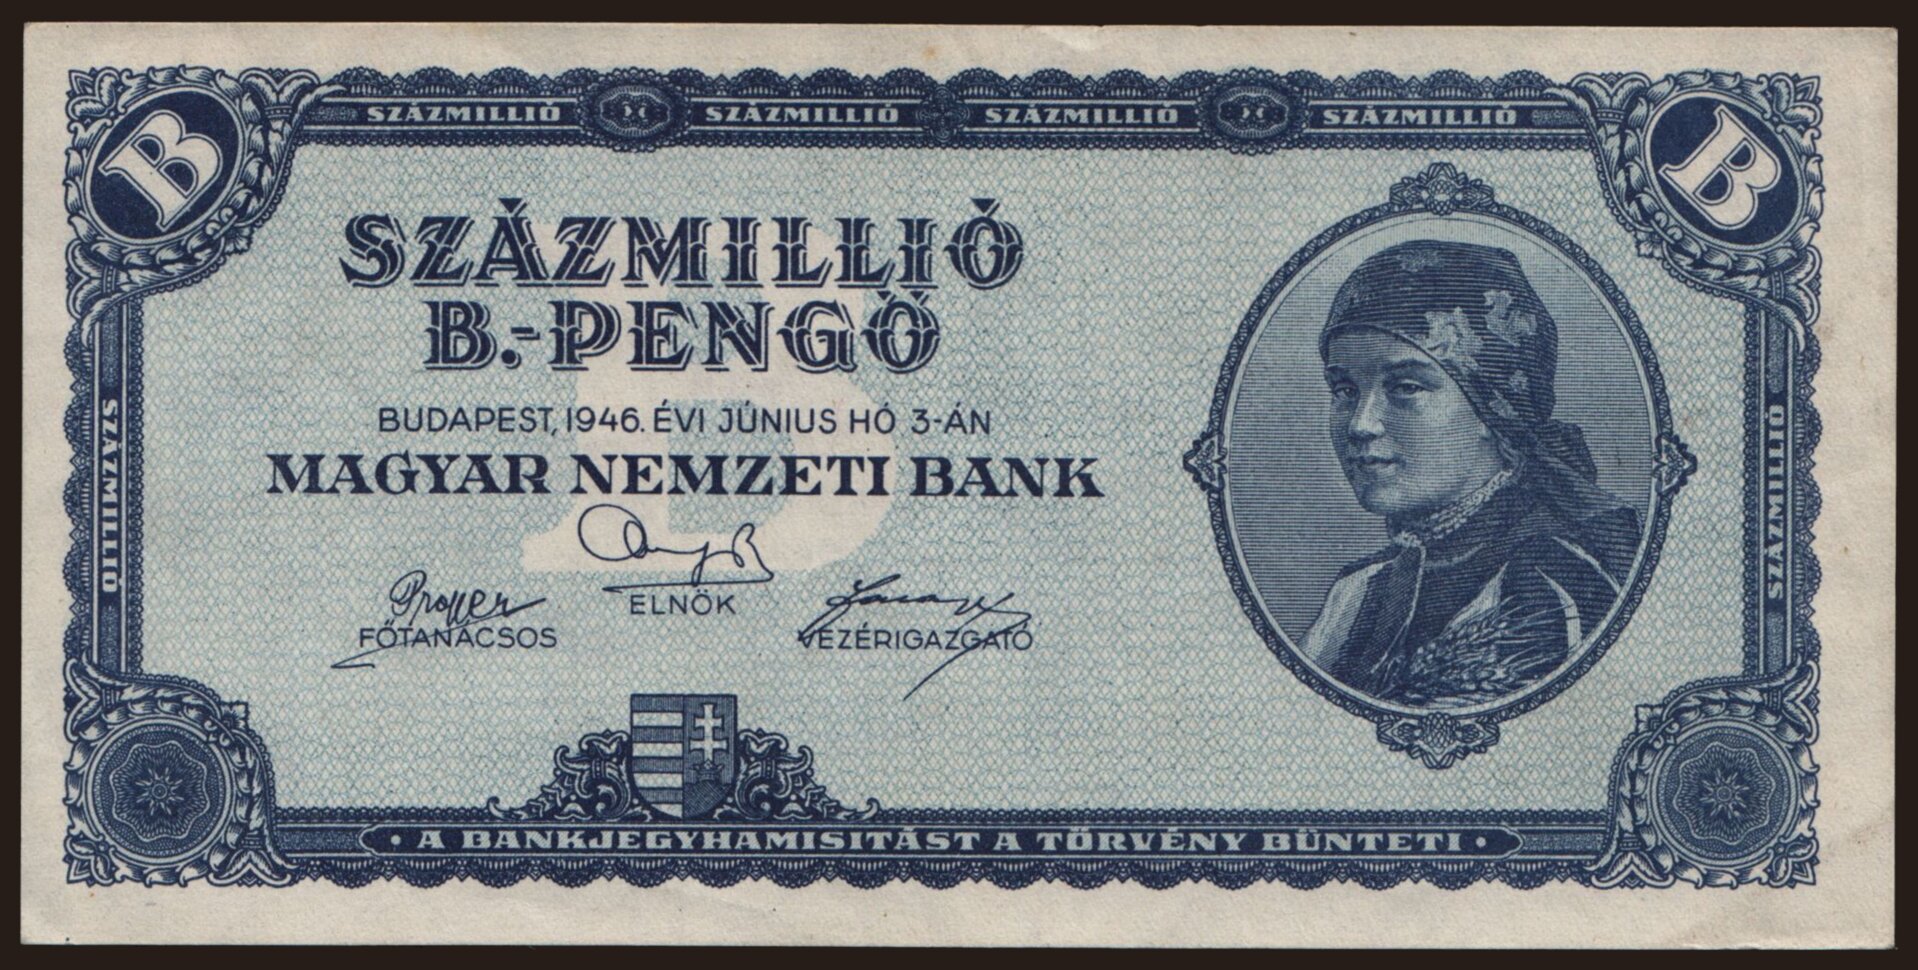 SZÁZMILLIÓ SZÁZMILLIÓ SZÁZMILLIÓ SZÁZMILLIÓ
B B
SZÁZMILLIÓ
B.-PENGŐ
BUDAPEST, 1946. ÉVI JÚNIUS HÓ 3-ÁN
MAGYAR NEMZETI BANK
B
ELNÖK
FŐTANÁCSOS VEZÉRIGAZGATÓ
SZÁZMILLIÓ
SZÁZMILLIÓ
• A BANKJEGYHAMISITÁST A TÖRVÉNY BÜNTETI •